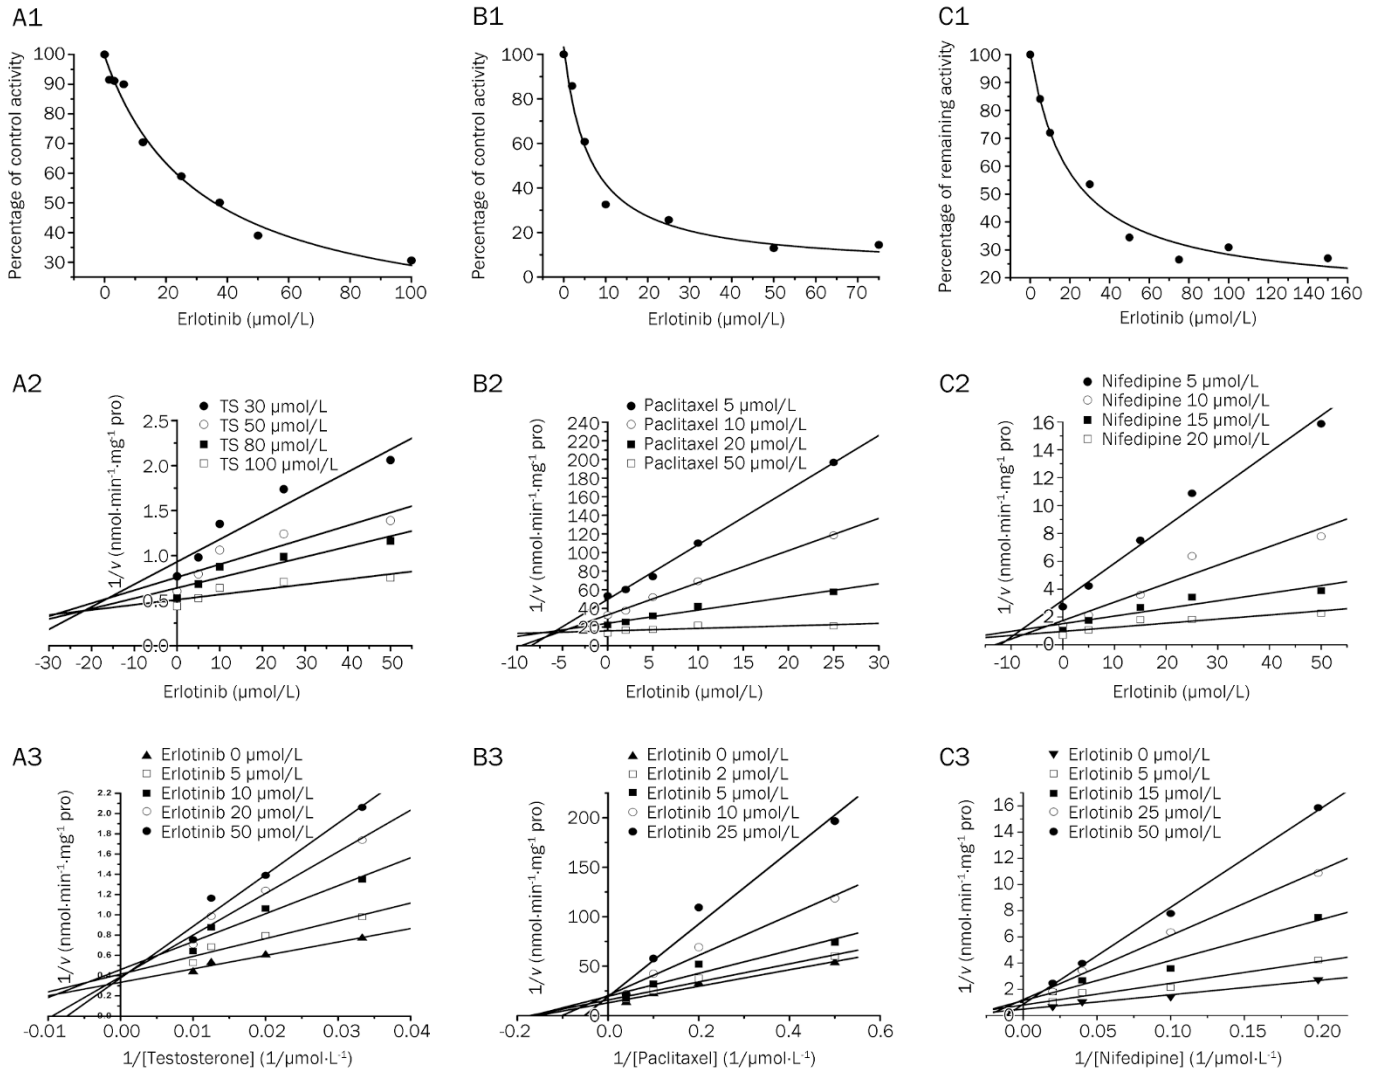 A1
B1
C1
Percentage of control activity
100
90
80
70
60
50
40
30
0 20 40 60 80 100
Erlotinib (µmol/L)
Percentage of control activity
100
80
60
40
20
0
0 10 20 30 40 50 60 70
Erlotinib (µmol/L)
Percentage of remaining activity
100
90
80
70
60
50
40
30
20
0 20 40 60 80 100 120 140 160
Erlotinib (µmol/L)
A2
TS 30 µmol/L
TS 50 µmol/L
TS 80 µmol/L
TS 100 µmol/L
1/v (nmol·min⁻¹·mg⁻¹ pro)
2.5
2.0
1.5
1.0
0.5
0.0
-30 -20 -10 0 10 20 30 40 50
Erlotinib (µmol/L)
B2
Paclitaxel 5 µmol/L
Paclitaxel 10 µmol/L
Paclitaxel 20 µmol/L
Paclitaxel 50 µmol/L
1/v (nmol·min⁻¹·mg⁻¹ pro)
240
220
200
180
160
140
120
100
80
60
40
20
0
-10 -5 0 5 10 15 20 25 30
Erlotinib (µmol/L)
C2
Nifedipine 5 µmol/L
Nifedipine 10 µmol/L
Nifedipine 15 µmol/L
Nifedipine 20 µmol/L
1/v (nmol·min⁻¹·mg⁻¹ pro)
16
14
12
10
8
6
4
2
0
-10 0 10 20 30 40 50
Erlotinib (µmol/L)
A3
Erlotinib 0 µmol/L
Erlotinib 5 µmol/L
Erlotinib 10 µmol/L
Erlotinib 20 µmol/L
Erlotinib 50 µmol/L
1/v (nmol·min⁻¹·mg⁻¹ pro)
2.2
2.0
1.8
1.6
1.4
1.2
1.0
0.8
0.6
0.4
0.2
0.0
-0.01 0.00 0.01 0.02 0.03 0.04
1/[Testosterone] (1/µmol·L⁻¹)
B3
Erlotinib 0 µmol/L
Erlotinib 2 µmol/L
Erlotinib 5 µmol/L
Erlotinib 10 µmol/L
Erlotinib 25 µmol/L
1/v (nmol·min⁻¹·mg⁻¹ pro)
200
150
100
50
0
-0.2 0.0 0.2 0.4 0.6
1/[Paclitaxel] (1/µmol·L⁻¹)
C3
Erlotinib 0 µmol/L
Erlotinib 5 µmol/L
Erlotinib 15 µmol/L
Erlotinib 25 µmol/L
Erlotinib 50 µmol/L
1/v (nmol·min⁻¹·mg⁻¹ pro)
16
14
12
10
8
6
4
2
0
0.00 0.05 0.10 0.15 0.20
1/[Nifedipine] (1/µmol·L⁻¹)